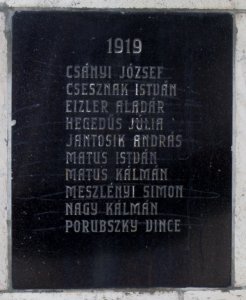 1919
CSÁNYI JÓZSEF
CSESZNAK ISTVÁN
EIZLER ALADÁR
HEGEDŰS JÚLIA
JANTOSIK ANDRÁS
MATUS ISTVÁN
MATUS KÁLMÁN
MESZLÉNYI SIMON
NAGY KÁLMÁN
PORUBSZKY VINCE